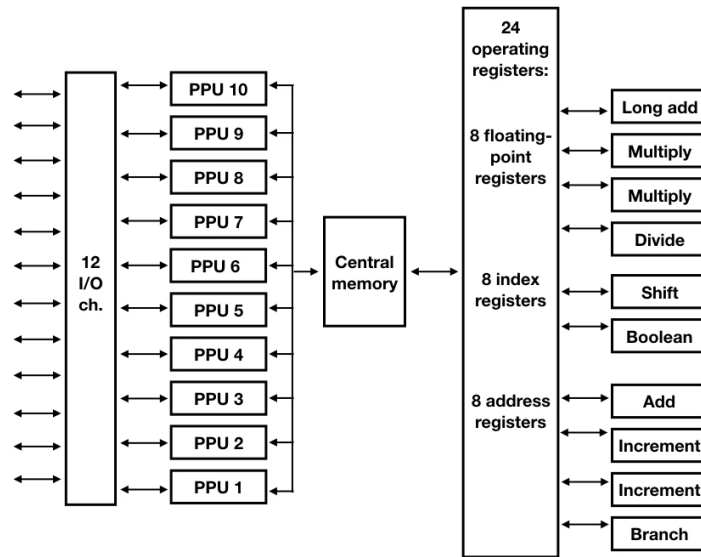 12
I/O
ch.
PPU 10
PPU 9
PPU 8
PPU 7
PPU 6
PPU 5
PPU 4
PPU 3
PPU 2
PPU 1
Central
memory
24
operating
registers:
8 floating-
point
registers
8 index
registers
8 address
registers
Long add
Multiply
Multiply
Divide
Shift
Boolean
Add
Increment
Increment
Branch